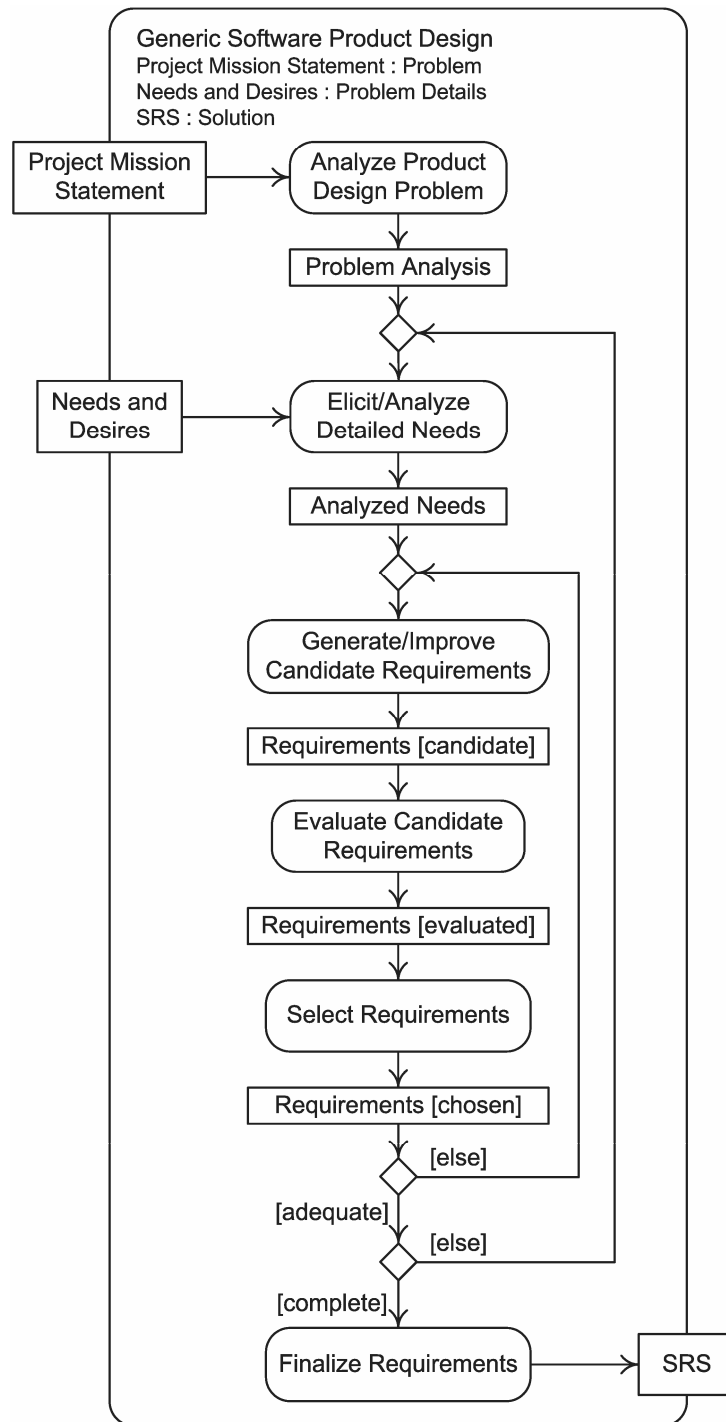 Generic Software Product Design
Project Mission Statement : Problem
Needs and Desires : Problem Details
SRS : Solution
Project Mission
Statement
Analyze Product
Design Problem
Problem Analysis
Needs and
Desires
Elicit/Analyze
Detailed Needs
Analyzed Needs
Generate/Improve
Candidate Requirements
Requirements [candidate]
Evaluate Candidate
Requirements
Requirements [evaluated]
Select Requirements
Requirements [chosen]
[else]
[adequate]
[else]
[complete]
Finalize Requirements
SRS